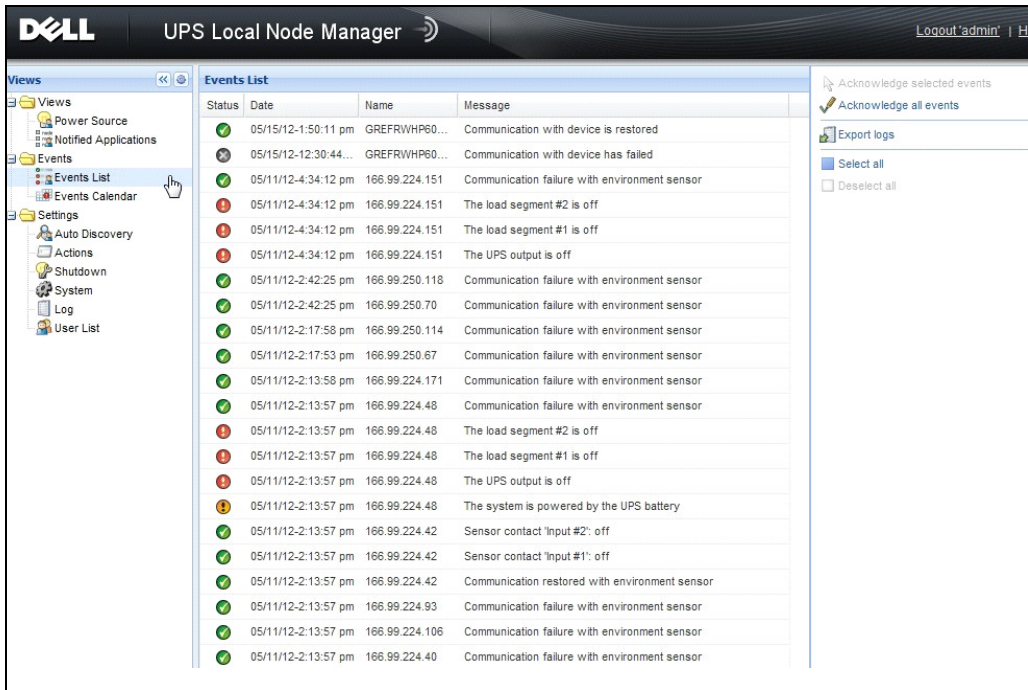 DELL UPS Local Node Manager Logout 'admin' | H
Views
Views
Power Source
Notified Applications
Events
Events List
Events Calendar
Settings
Auto Discovery
Actions
Shutdown
System
Log
User List
Events List
Status Date Name Message
05/15/12-1:50:11 pm GREFRWHP60... Communication with device is restored
05/15/12-12:30:44... GREFRWHP60... Communication with device has failed
05/11/12-4:34:12 pm 166.99.224.151 Communication failure with environment sensor
05/11/12-4:34:12 pm 166.99.224.151 The load segment #2 is off
05/11/12-4:34:12 pm 166.99.224.151 The load segment #1 is off
05/11/12-4:34:12 pm 166.99.224.151 The UPS output is off
05/11/12-2:42:25 pm 166.99.250.118 Communication failure with environment sensor
05/11/12-2:42:25 pm 166.99.250.70 Communication failure with environment sensor
05/11/12-2:17:58 pm 166.99.250.114 Communication failure with environment sensor
05/11/12-2:17:53 pm 166.99.250.67 Communication failure with environment sensor
05/11/12-2:13:58 pm 166.99.224.171 Communication failure with environment sensor
05/11/12-2:13:57 pm 166.99.224.48 Communication failure with environment sensor
05/11/12-2:13:57 pm 166.99.224.48 The load segment #2 is off
05/11/12-2:13:57 pm 166.99.224.48 The load segment #1 is off
05/11/12-2:13:57 pm 166.99.224.48 The UPS output is off
05/11/12-2:13:57 pm 166.99.224.48 The system is powered by the UPS battery
05/11/12-2:13:57 pm 166.99.224.42 Sensor contact 'Input #2': off
05/11/12-2:13:57 pm 166.99.224.42 Sensor contact 'Input #1': off
05/11/12-2:13:57 pm 166.99.224.42 Communication restored with environment sensor
05/11/12-2:13:57 pm 166.99.224.93 Communication failure with environment sensor
05/11/12-2:13:57 pm 166.99.224.106 Communication failure with environment sensor
05/11/12-2:13:57 pm 166.99.224.40 Communication failure with environment sensor
Acknowledge selected events
Acknowledge all events
Export logs
Select all
Deselect all